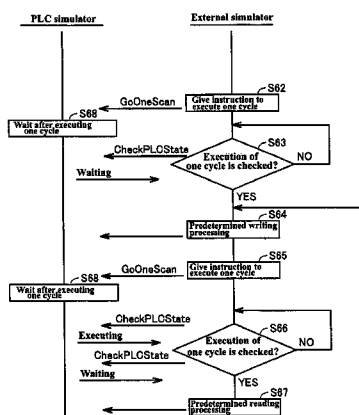 PLC simulator
External simulator
S62
GoOneScan
Give instruction to
execute one cycle
S68
Wait after executing
one cycle
S63
CheckPLCState
Execution of
one cycle is checked?
NO
Waiting
YES
S64
Predetermined writing
processing
S65
S68
GoOneScan
Give instruction to
execute one cycle
Wait after executing
one cycle
CheckPLCState
S66
Executing
Execution of
one cycle is checked?
NO
CheckPLCState
Waiting
YES
S67
Predetermined reading
processing